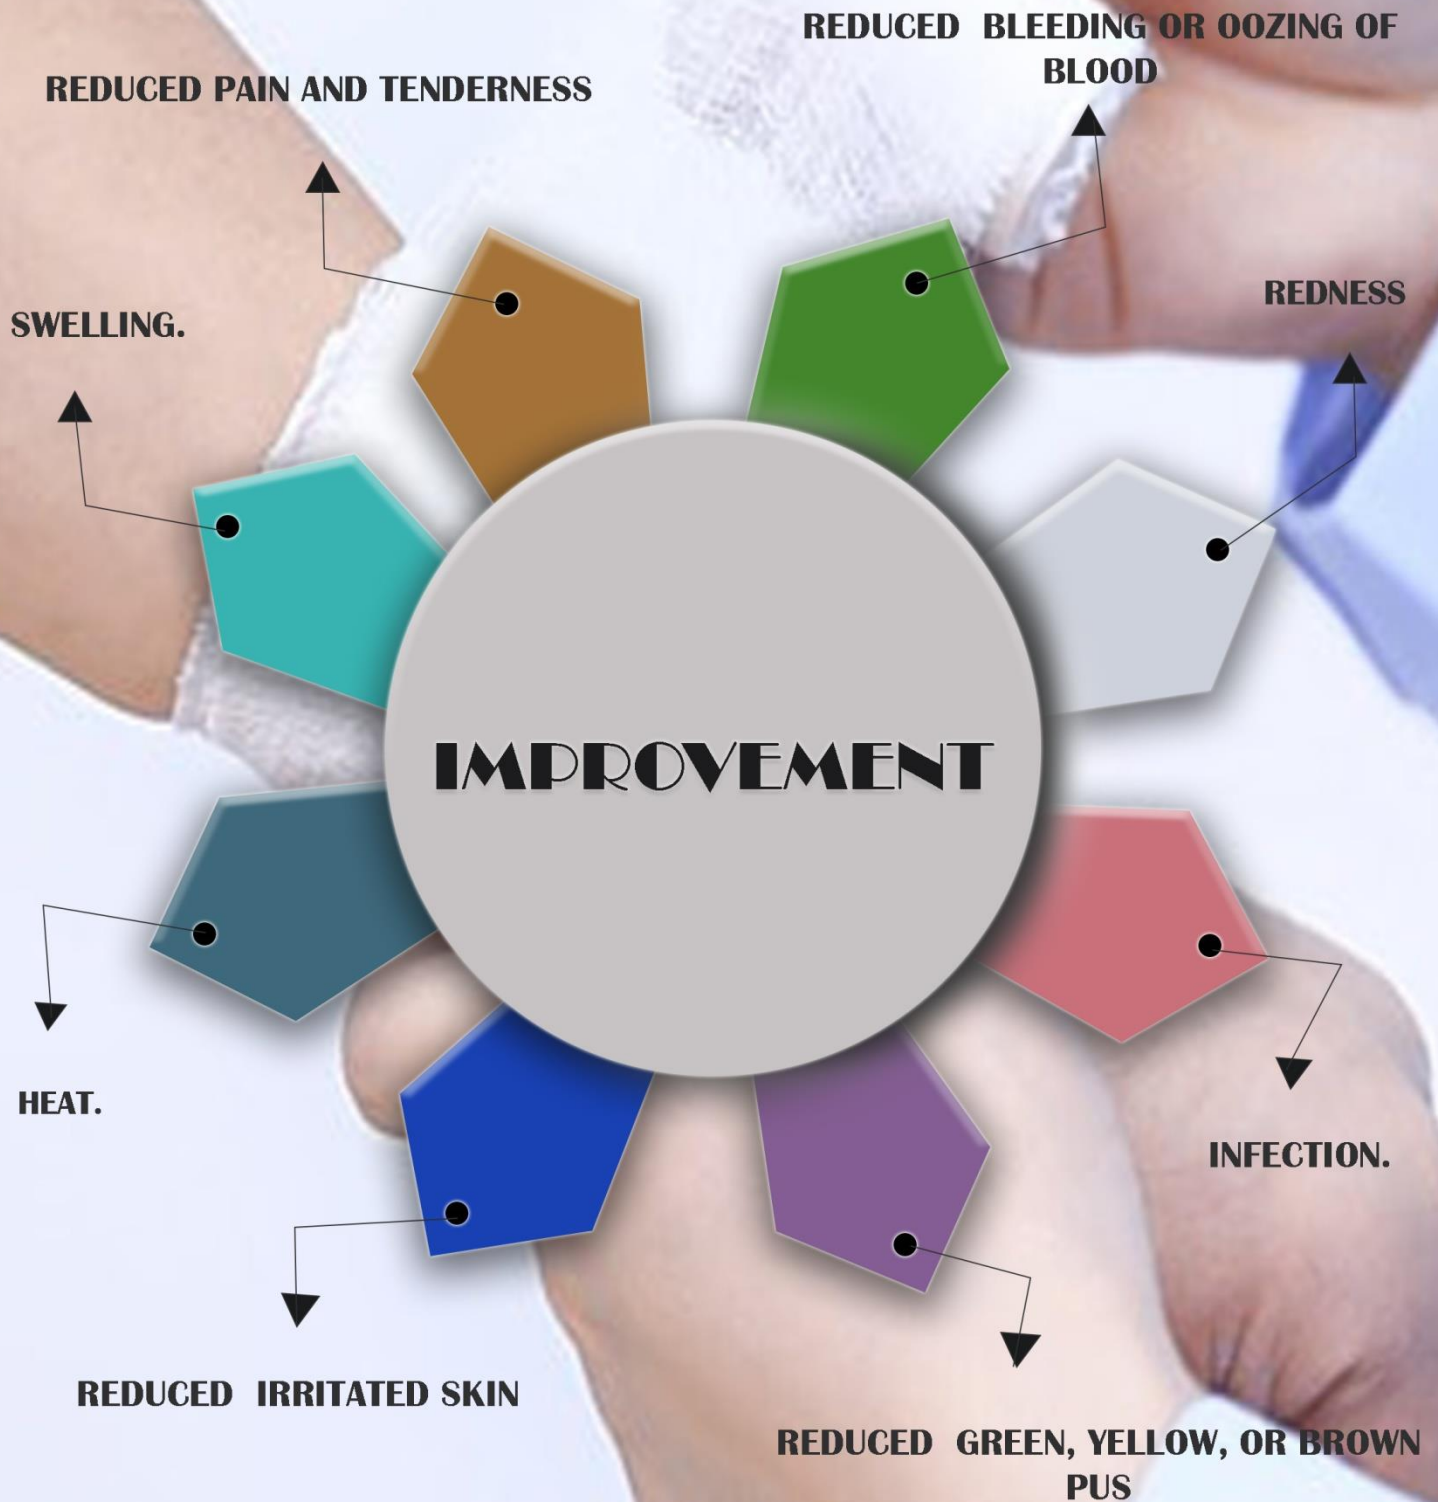 REDUCED BLEEDING OR OOZING OF
BLOOD
REDUCED PAIN AND TENDERNESS
REDNESS
SWELLING.
IMPROVEMENT
HEAT.
INFECTION.
REDUCED IRRITATED SKIN
REDUCED GREEN, YELLOW, OR BROWN
PUS